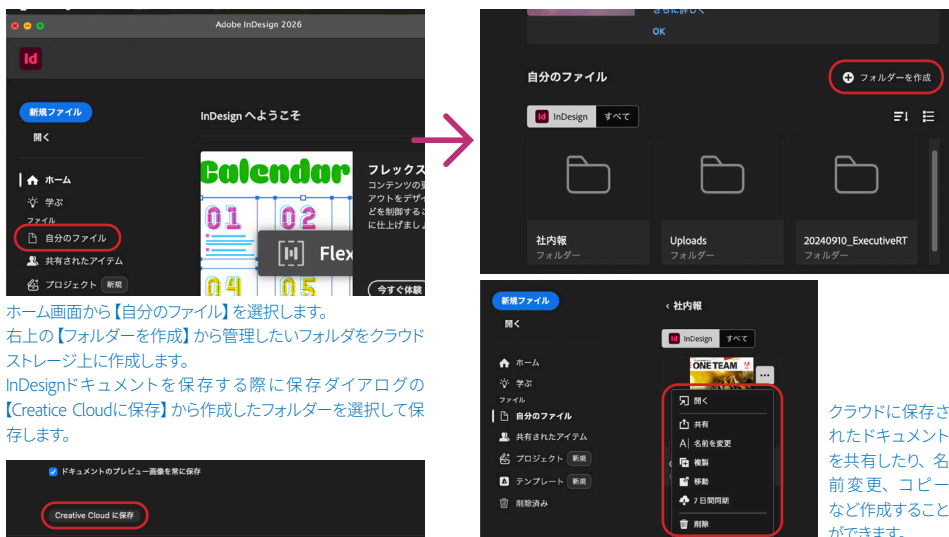 Adobe InDesign 2026
Id
新規ファイル
開く
InDesign へようこそ
ホーム
学ぶ
ファイル
自分のファイル
共有されたアイテム
プロジェクト 新規
Calendar
01 02
Flex
04 05
フレックス
コンテンツの
アウトをデザイ
どを制御する
に仕上げまし
今すぐ体験
さらに詳しく
OK
自分のファイル
フォルダーを作成
Id InDesign すべて
社内報
フォルダー
Uploads
フォルダー
20240910_ExecutiveRT
フォルダー
ホーム画面から【自分のファイル】を選択します。
右上の【フォルダーを作成】から管理したいフォルダをクラウド
ストレージ上に作成します。
InDesignドキュメントを保存する際に保存ダイアログの
【Creatice Cloudに保存】から作成したフォルダーを選択して保
存します。
ドキュメントのプレビュー画像を常に保存
Creative Cloud に保存
新規ファイル
開く
ホーム
学ぶ
ファイル
自分のファイル
共有されたアイテム
プロジェクト 新規
テンプレート 新規
削除済み
社内報
Id InDesign すべて
ONE TEAM
開く
共有
名前を変更
複製
移動
7 日間同期
削除
クラウドに保存さ
れたドキュメント
を共有したり、名
前変更、コピー
など作成すること
ができます。